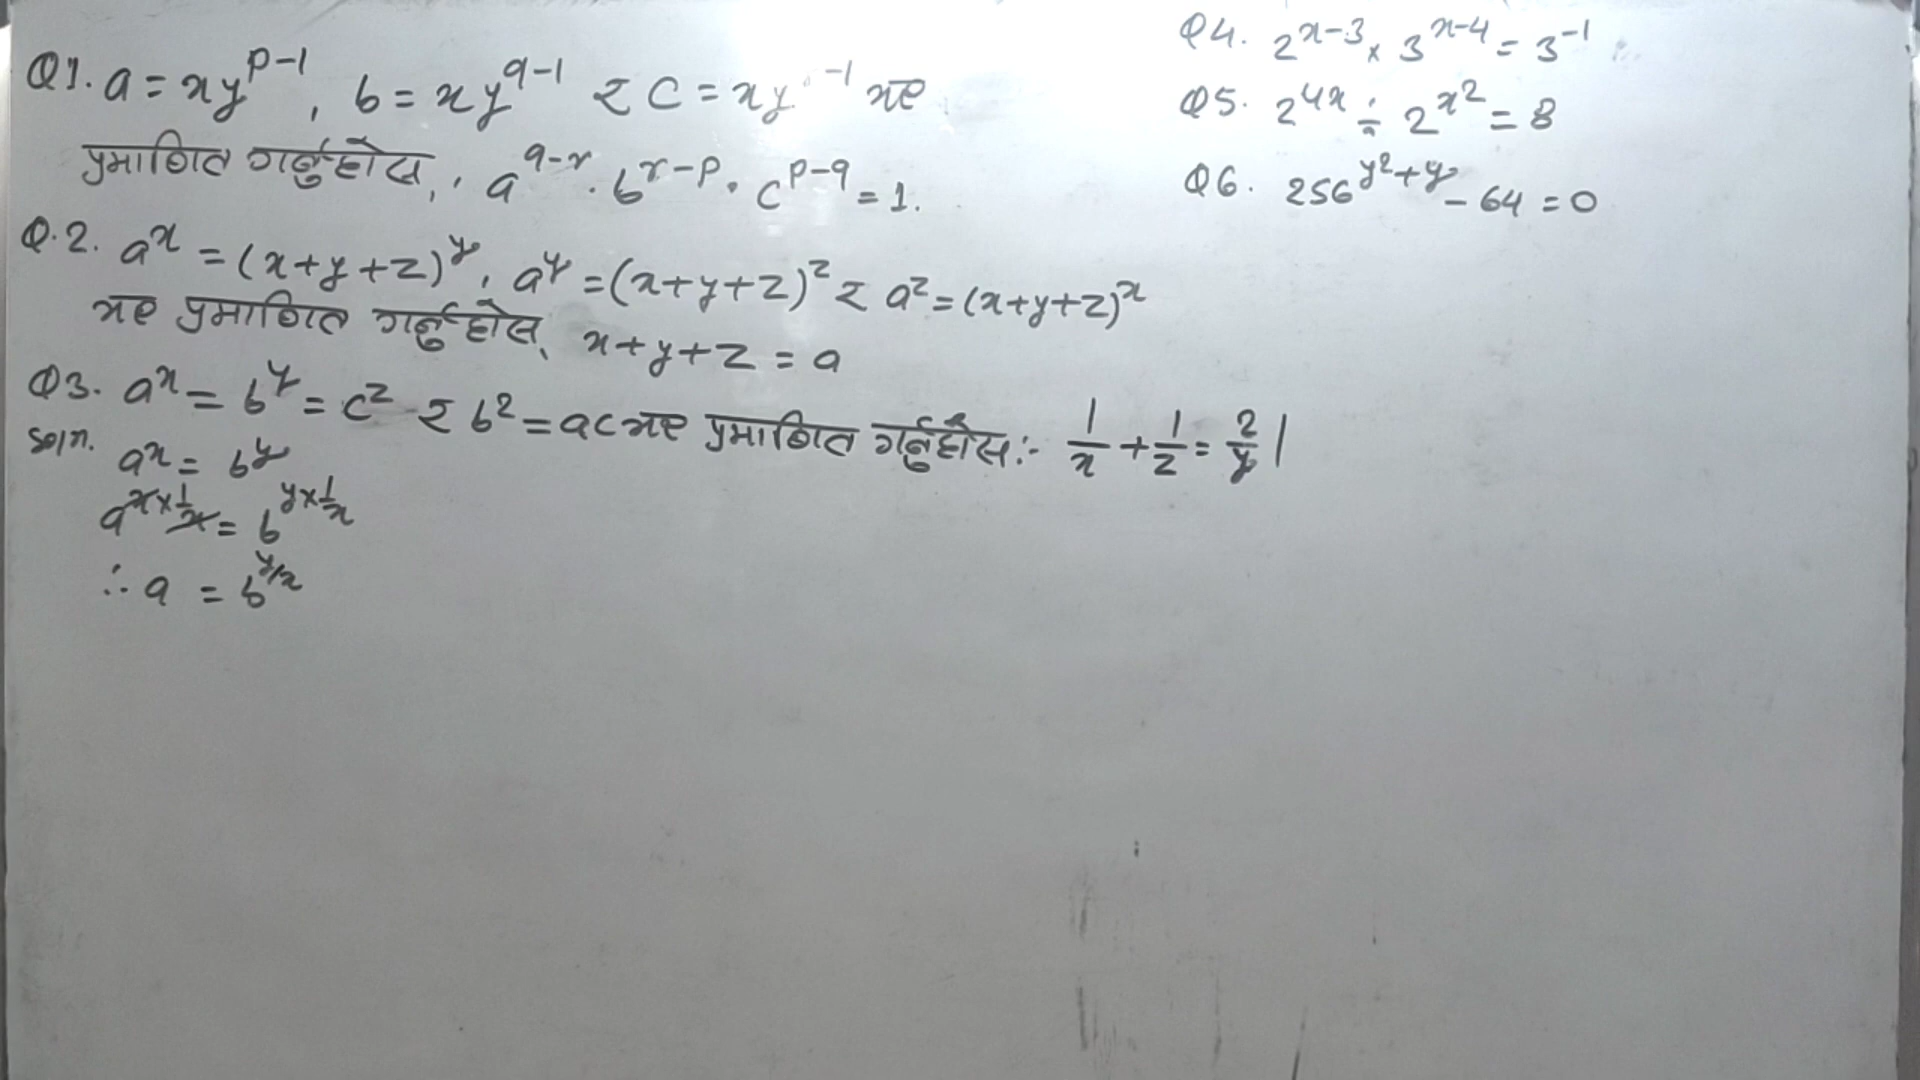 Q1. a = xy^{p-1}, b = xy^{q-1} र c = xy^{-1} भए
प्रमाणित गर्नुहोस्, a^{q-r} . b^{r-p} . c^{p-q} = 1.
Q.2. a^x = (x+y+z)^y, a^y = (x+y+z)^z र a^z = (x+y+z)^x
भए प्रमाणित गर्नुहोस्, x+y+z = a
Q3. a^x = b^y = c^z र b^2 = ac भए प्रमाणित गर्नुहोस :- 1/x + 1/z = 2/y |
Soln. a^x = b^y
a^{x×1/x} = b^{y×1/x}
∴ a = b^{y/x}
Q4. 2^{x-3} × 3^{x-4} = 3^{-1}
Q5. 2^{4x} ÷ 2^{x^2} = 8
Q6. 256^{y^2+y} - 64 = 0